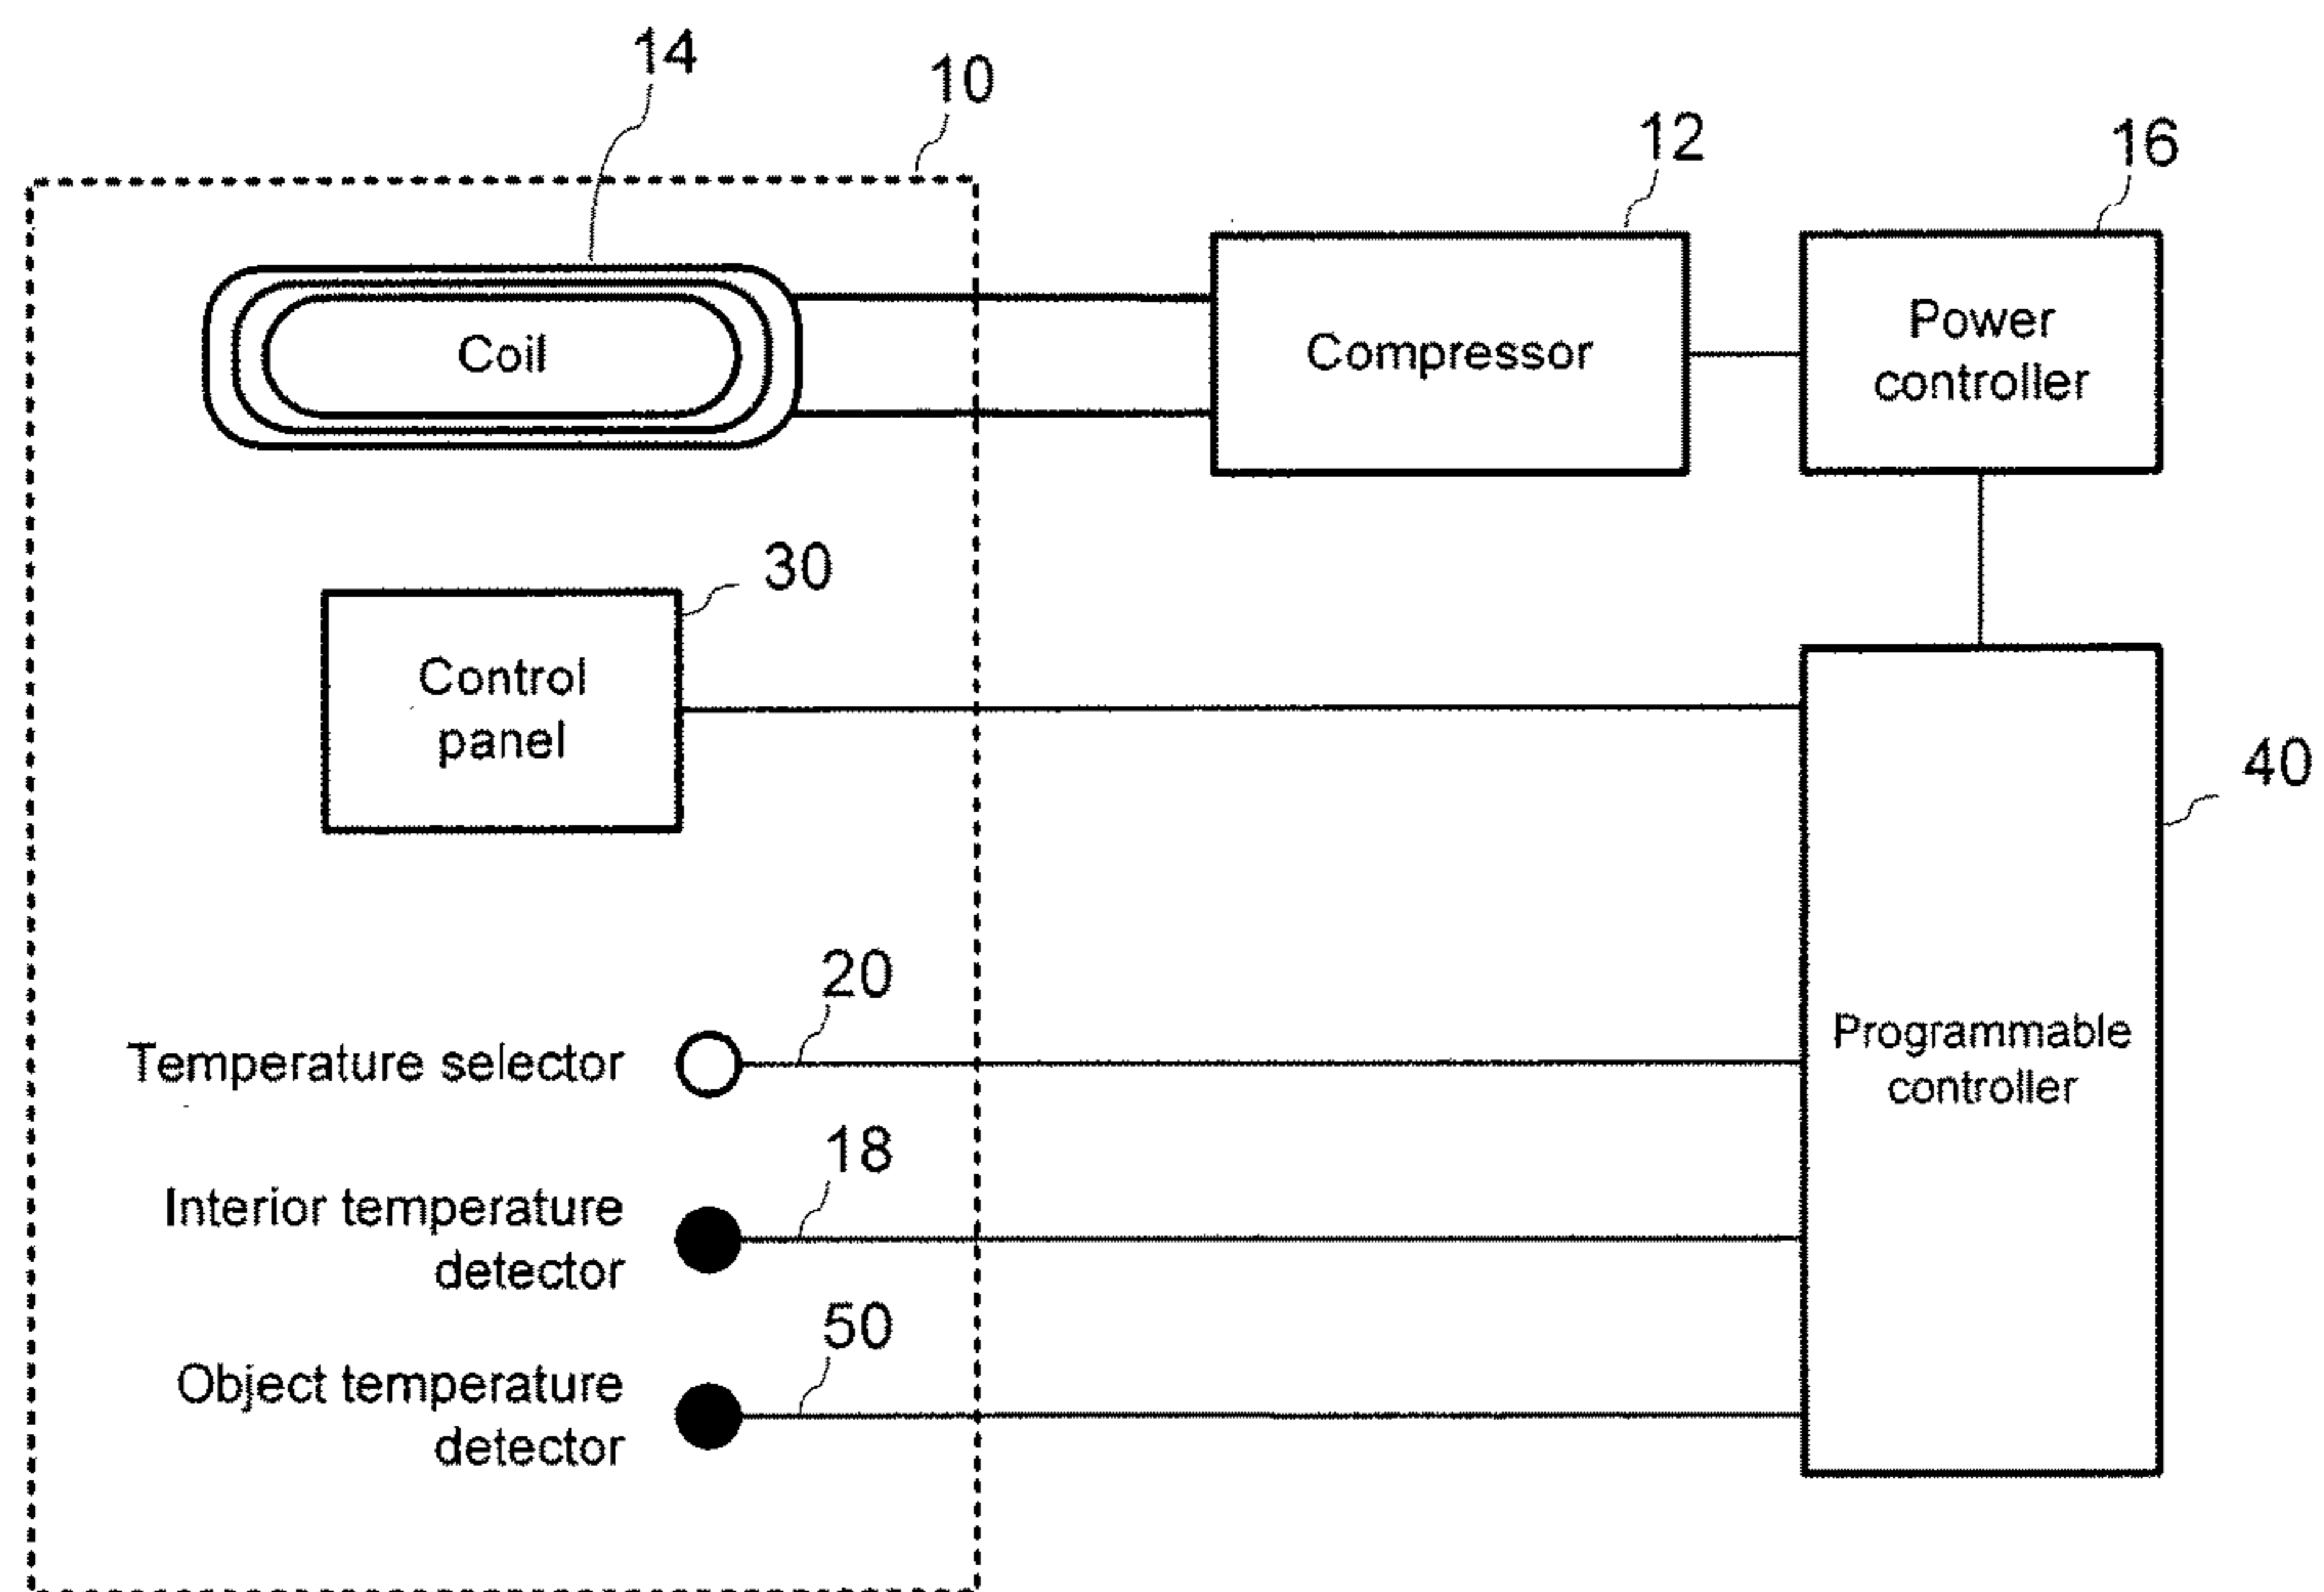 14
10
12
16
Coil
Compressor
Power
controller
30
Control
panel
40
20
Temperature selector
Programmable
controller
18
Interior temperature
detector
50
Object temperature
detector